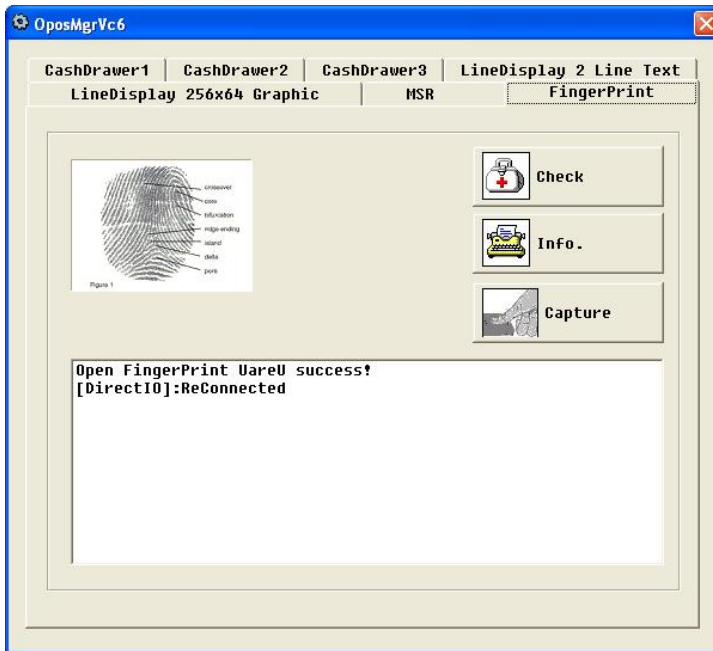 OposMgrVc6
CashDrawer1 CashDrawer2 CashDrawer3 LineDisplay 2 Line Text
LineDisplay 256x64 Graphic MSR FingerPrint
crossover
core
bifurcation
ridge ending
island
delta
pore
Figure 1
Check
Info.
Capture
Open FingerPrint UareU success!
[DirectIO]:ReConnected